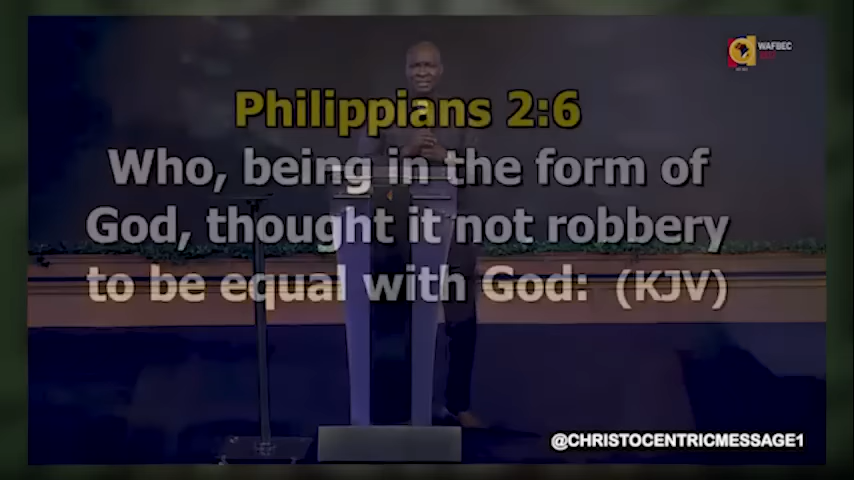 WAFBEC
Philippians 2:6
Who, being in the form of
God, thought it not robbery
to be equal with God: (KJV)
@CHRISTOCENTRICMESSAGE1